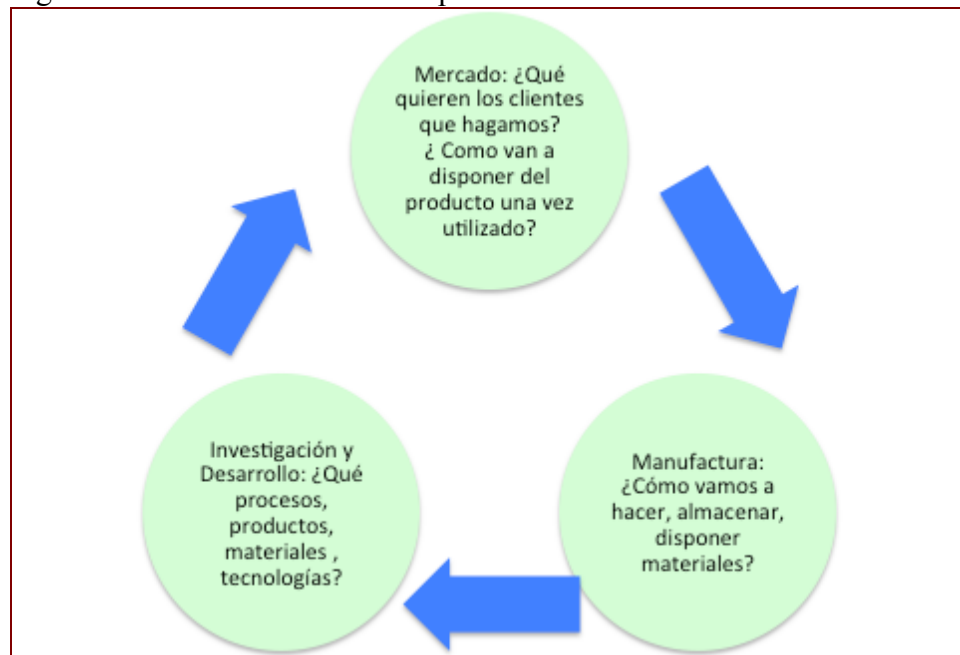 Mercado: ¿Qué
quieren los clientes
que hagamos?
¿ Como van a
disponer del
producto una vez
utilizado?
Investigación y
Desarrollo: ¿Qué
procesos,
productos,
materiales ,
tecnologías?
Manufactura:
¿Cómo vamos a
hacer, almacenar,
disponer
materiales?